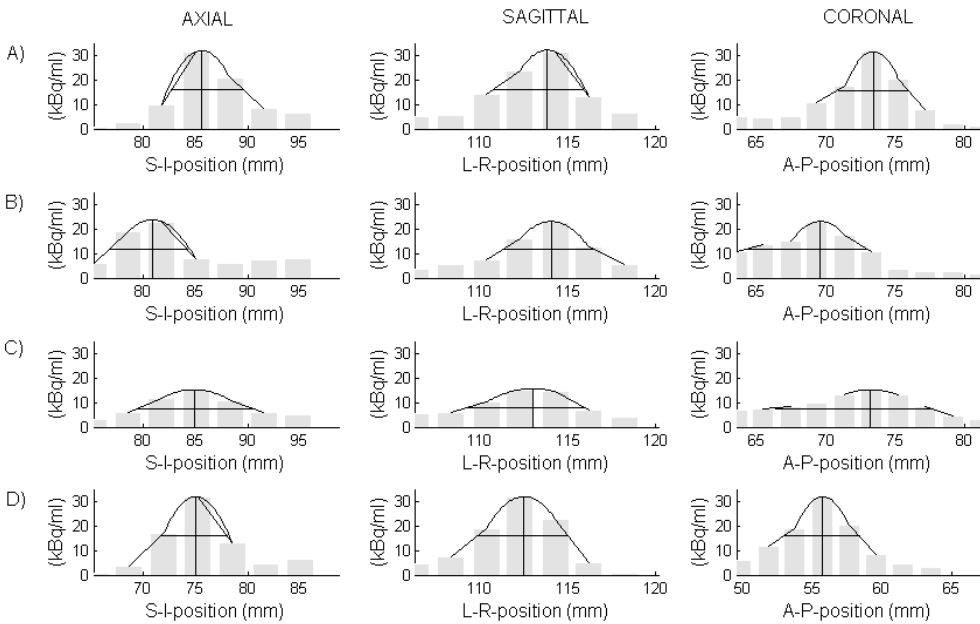 AXIAL SAGITTAL CORONAL
A)
(kBq/ml) 30 20 10 0 (kBq/ml) 30 20 10 0 (kBq/ml) 30 20 10 0
80 85 90 95 110 115 120 65 70 75 80
S-I-position (mm) L-R-position (mm) A-P-position (mm)
B)
(kBq/ml) 30 20 10 0 (kBq/ml) 30 20 10 0 (kBq/ml) 30 20 10 0
80 85 90 95 110 115 120 65 70 75 80
S-I-position (mm) L-R-position (mm) A-P-position (mm)
C)
(kBq/ml) 30 20 10 0 (kBq/ml) 30 20 10 0 (kBq/ml) 30 20 10 0
80 85 90 95 110 115 120 65 70 75 80
S-I-position (mm) L-R-position (mm) A-P-position (mm)
D)
(kBq/ml) 30 20 10 0 (kBq/ml) 30 20 10 0 (kBq/ml) 30 20 10 0
70 75 80 85 110 115 120 50 55 60 65
S-I-position (mm) L-R-position (mm) A-P-position (mm)